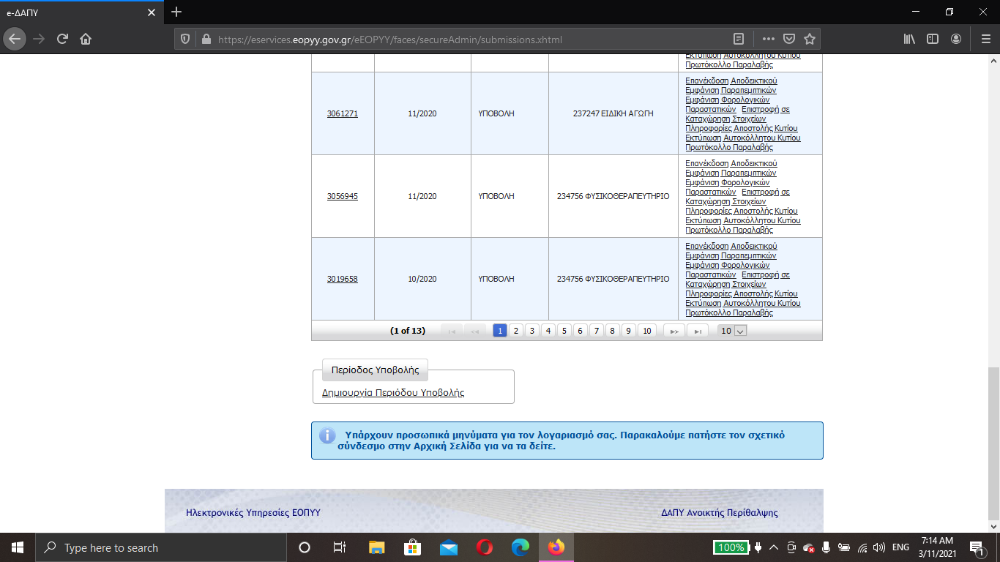 e-ΔΑΠΥ
https://eservices.eopyy.gov.gr/eEOPYY/faces/secureAdmin/submissions.xhtml
Εκτύπωση Αυτοκόλλητου Κυτίου
Πρωτόκολλο Παραλαβής
3061271 11/2020 ΥΠΟΒΟΛΗ 237247 ΕΙΔΙΚΗ ΑΓΩΓΗ
Επανέκδοση Αποδεικτικού
Εμφάνιση Παραπεμπτικών
Εμφάνιση Φορολογικών
Παραστατικών Επιστροφή σε
Καταχώρηση Στοιχείων
Πληροφορίες Αποστολής Κυτίου
Εκτύπωση Αυτοκόλλητου Κυτίου
Πρωτόκολλο Παραλαβής
3056945 11/2020 ΥΠΟΒΟΛΗ 234756 ΦΥΣΙΚΟΘΕΡΑΠΕΥΤΗΡΙΟ
Επανέκδοση Αποδεικτικού
Εμφάνιση Παραπεμπτικών
Εμφάνιση Φορολογικών
Παραστατικών Επιστροφή σε
Καταχώρηση Στοιχείων
Πληροφορίες Αποστολής Κυτίου
Εκτύπωση Αυτοκόλλητου Κυτίου
Πρωτόκολλο Παραλαβής
3019658 10/2020 ΥΠΟΒΟΛΗ 234756 ΦΥΣΙΚΟΘΕΡΑΠΕΥΤΗΡΙΟ
Επανέκδοση Αποδεικτικού
Εμφάνιση Παραπεμπτικών
Εμφάνιση Φορολογικών
Παραστατικών Επιστροφή σε
Καταχώρηση Στοιχείων
Πληροφορίες Αποστολής Κυτίου
Εκτύπωση Αυτοκόλλητου Κυτίου
Πρωτόκολλο Παραλαβής
(1 of 13) 1 2 3 4 5 6 7 8 9 10 10
Περίοδος Υποβολής
Δημιουργία Περιόδου Υποβολής
Υπάρχουν προσωπικά μηνύματα για τον λογαριασμό σας. Παρακαλούμε πατήστε τον σχετικό
σύνδεσμο στην Αρχική Σελίδα για να τα δείτε.
Ηλεκτρονικές Υπηρεσίες ΕΟΠΥΥ ΔΑΠΥ Ανοικτής Περίθαλψης
Type here to search 100% ENG 7:14 AM
3/11/2021 1